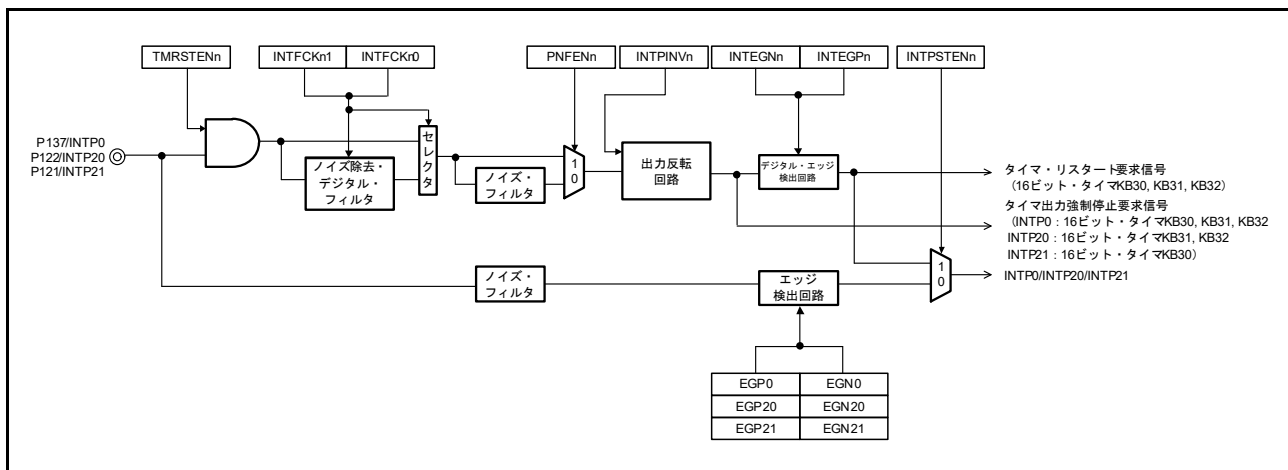 TMRSTENn
INTFCKn1
INTFCKn0
PNFENn
INTPINVn
INTEGNn
INTEGPn
INTPSTENn
P137/INTP0
P122/INTP20
P121/INTP21
ノイズ除去・
デジタル・
フィルタ
セレクタ
ノイズ・
フィルタ
1
0
出力反転
回路
デジタル・エッジ
検出回路
タイマ・リスタート要求信号
(16ビット・タイマKB30, KB31, KB32)
タイマ出力強制停止要求信号
(INTP0:16ビット・タイマKB30, KB31, KB32
INTP20:16ビット・タイマKB31, KB32
INTP21:16ビット・タイマKB30)
ノイズ・
フィルタ
エッジ
検出回路
1
0
INTP0/INTP20/INTP21
EGP0
EGN0
EGP20
EGN20
EGP21
EGN21